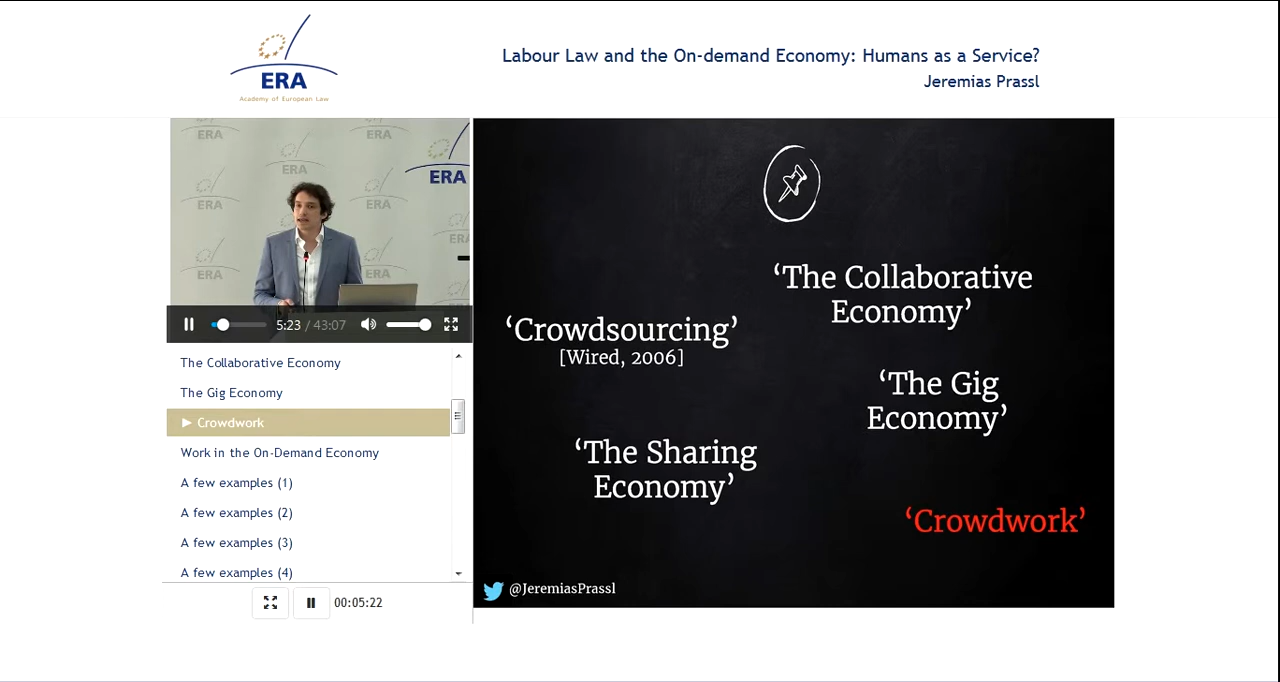 ERA
Academy of European Law
Labour Law and the On-demand Economy: Humans as a Service?
Jeremias Prassl
ERA
ERA
ERA
ERA
ERA
ERA
ERA
ERA
ERA
5:23 / 43:07
The Collaborative Economy
The Gig Economy
► Crowdwork
Work in the On-Demand Economy
A few examples (1)
A few examples (2)
A few examples (3)
A few examples (4)
00:05:22
‘The Collaborative
Economy’
‘Crowdsourcing’
[Wired, 2006]
‘The Gig
Economy’
‘The Sharing
Economy’
‘Crowdwork’
@JeremiasPrassl